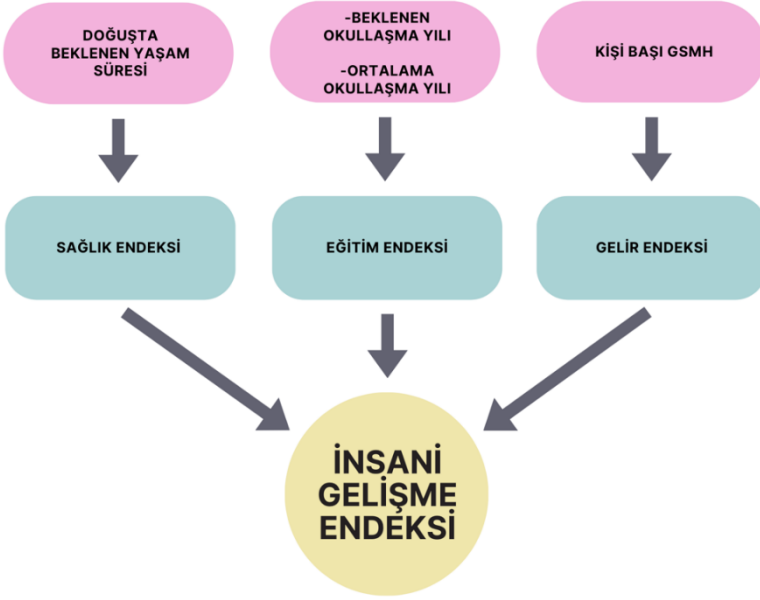 DOĞUŞTA
BEKLENEN YAŞAM
SÜRESİ
-BEKLENEN
OKULLAŞMA YILI
-ORTALAMA
OKULLAŞMA YILI
KİŞİ BAŞI GSMH
SAĞLIK ENDEKSİ
EĞİTİM ENDEKSİ
GELİR ENDEKSİ
İNSANİ
GELİŞME
ENDEKSİ